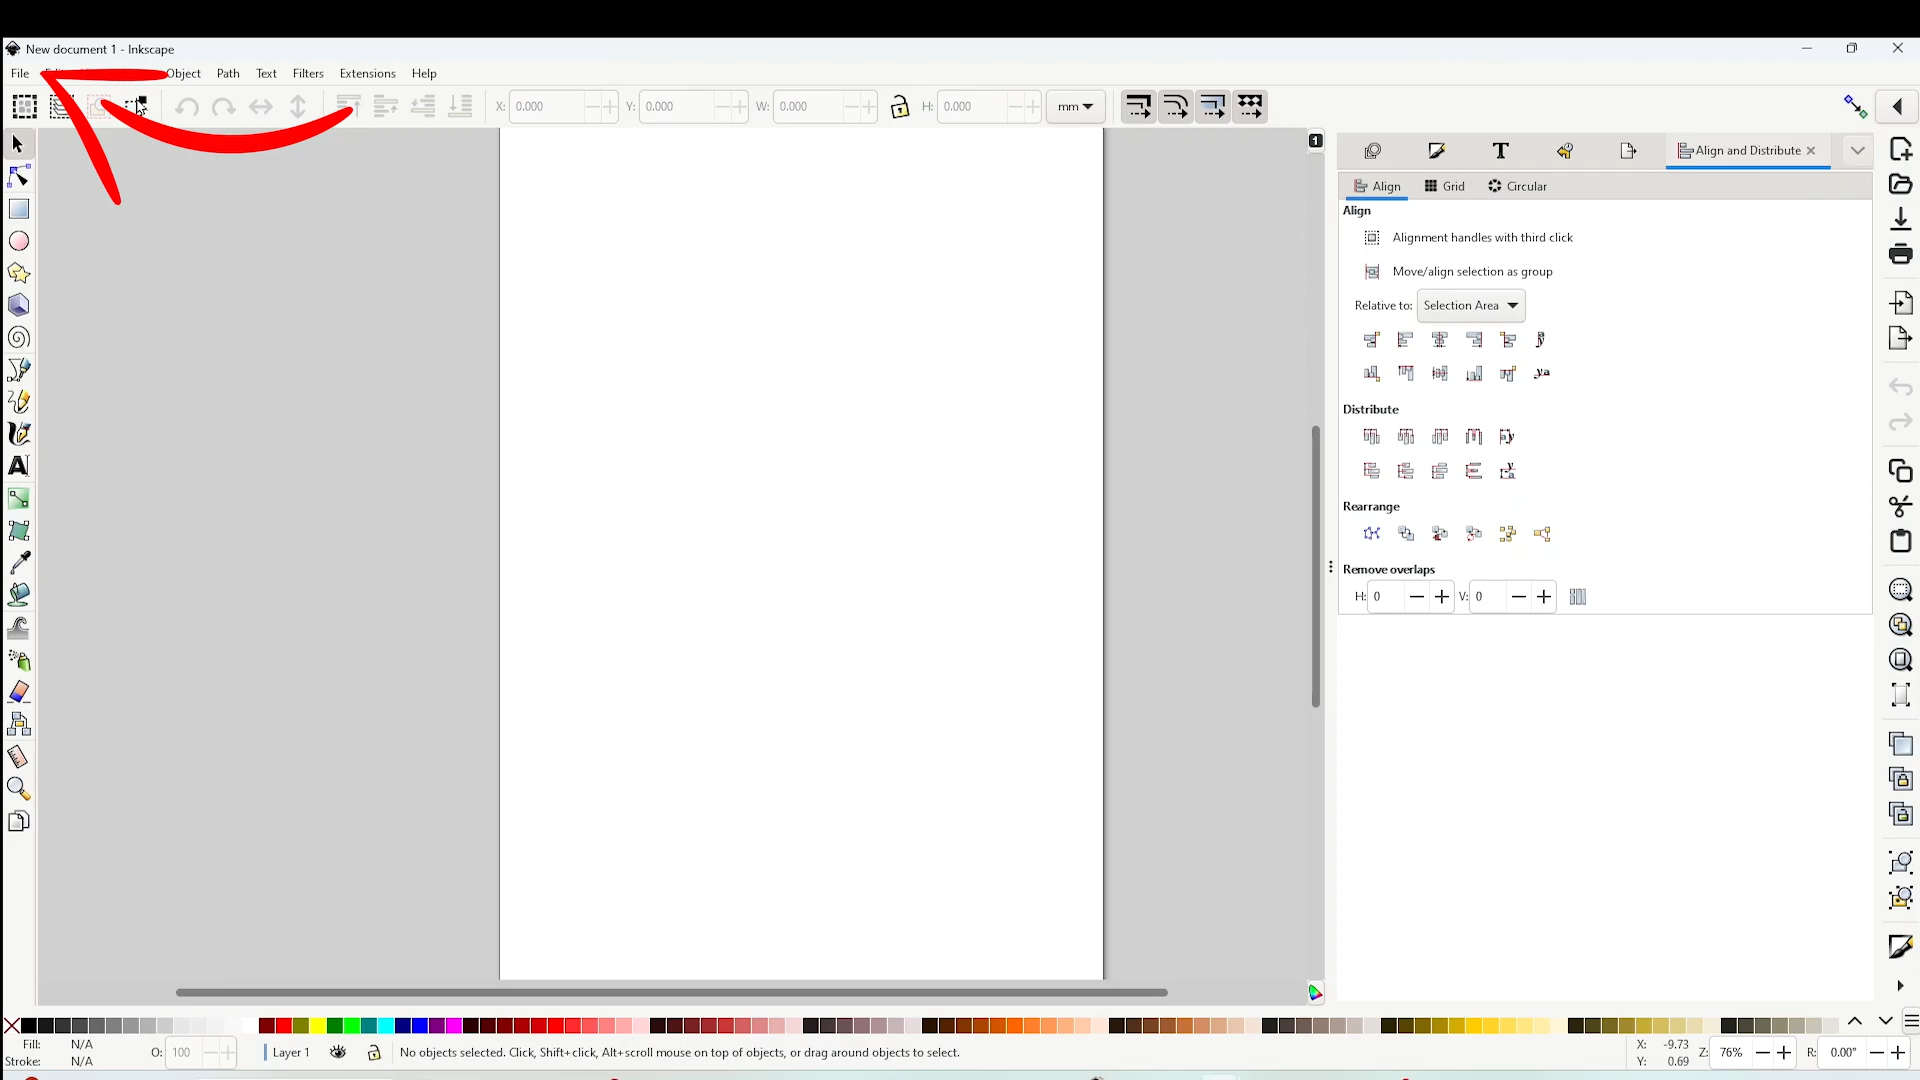 New document 1 - Inkscape
File Object Path Text Filters Extensions Help
X: 0.000 Y: 0.000 W: 0.000 H: 0.000 mm
1
Align and Distribute
Align Grid Circular
Align
Alignment handles with third click
Move/align selection as group
Relative to: Selection Area
Distribute
Rearrange
Remove overlaps
H: 0 V: 0
Fill: N/A
Stroke: N/A
O: 100
Layer 1
No objects selected. Click, Shift+click, Alt+scroll mouse on top of objects, or drag around objects to select.
X: -9.73
Y: 0.69
Z: 76%
R: 0.00°